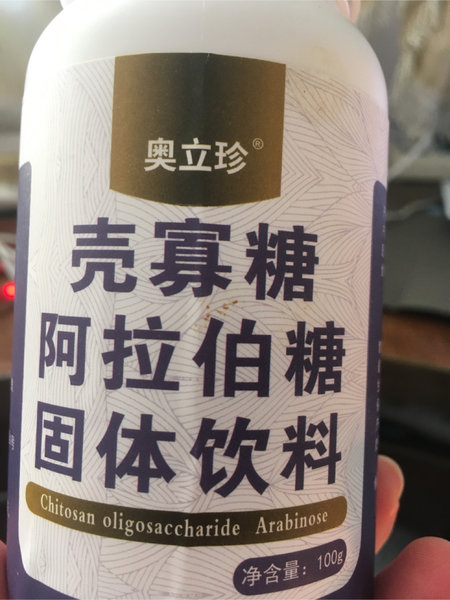 奥立珍®
壳寡糖
阿拉伯糖
固体饮料
Chitosan oligosaccharide Arabinose
净含量：100g